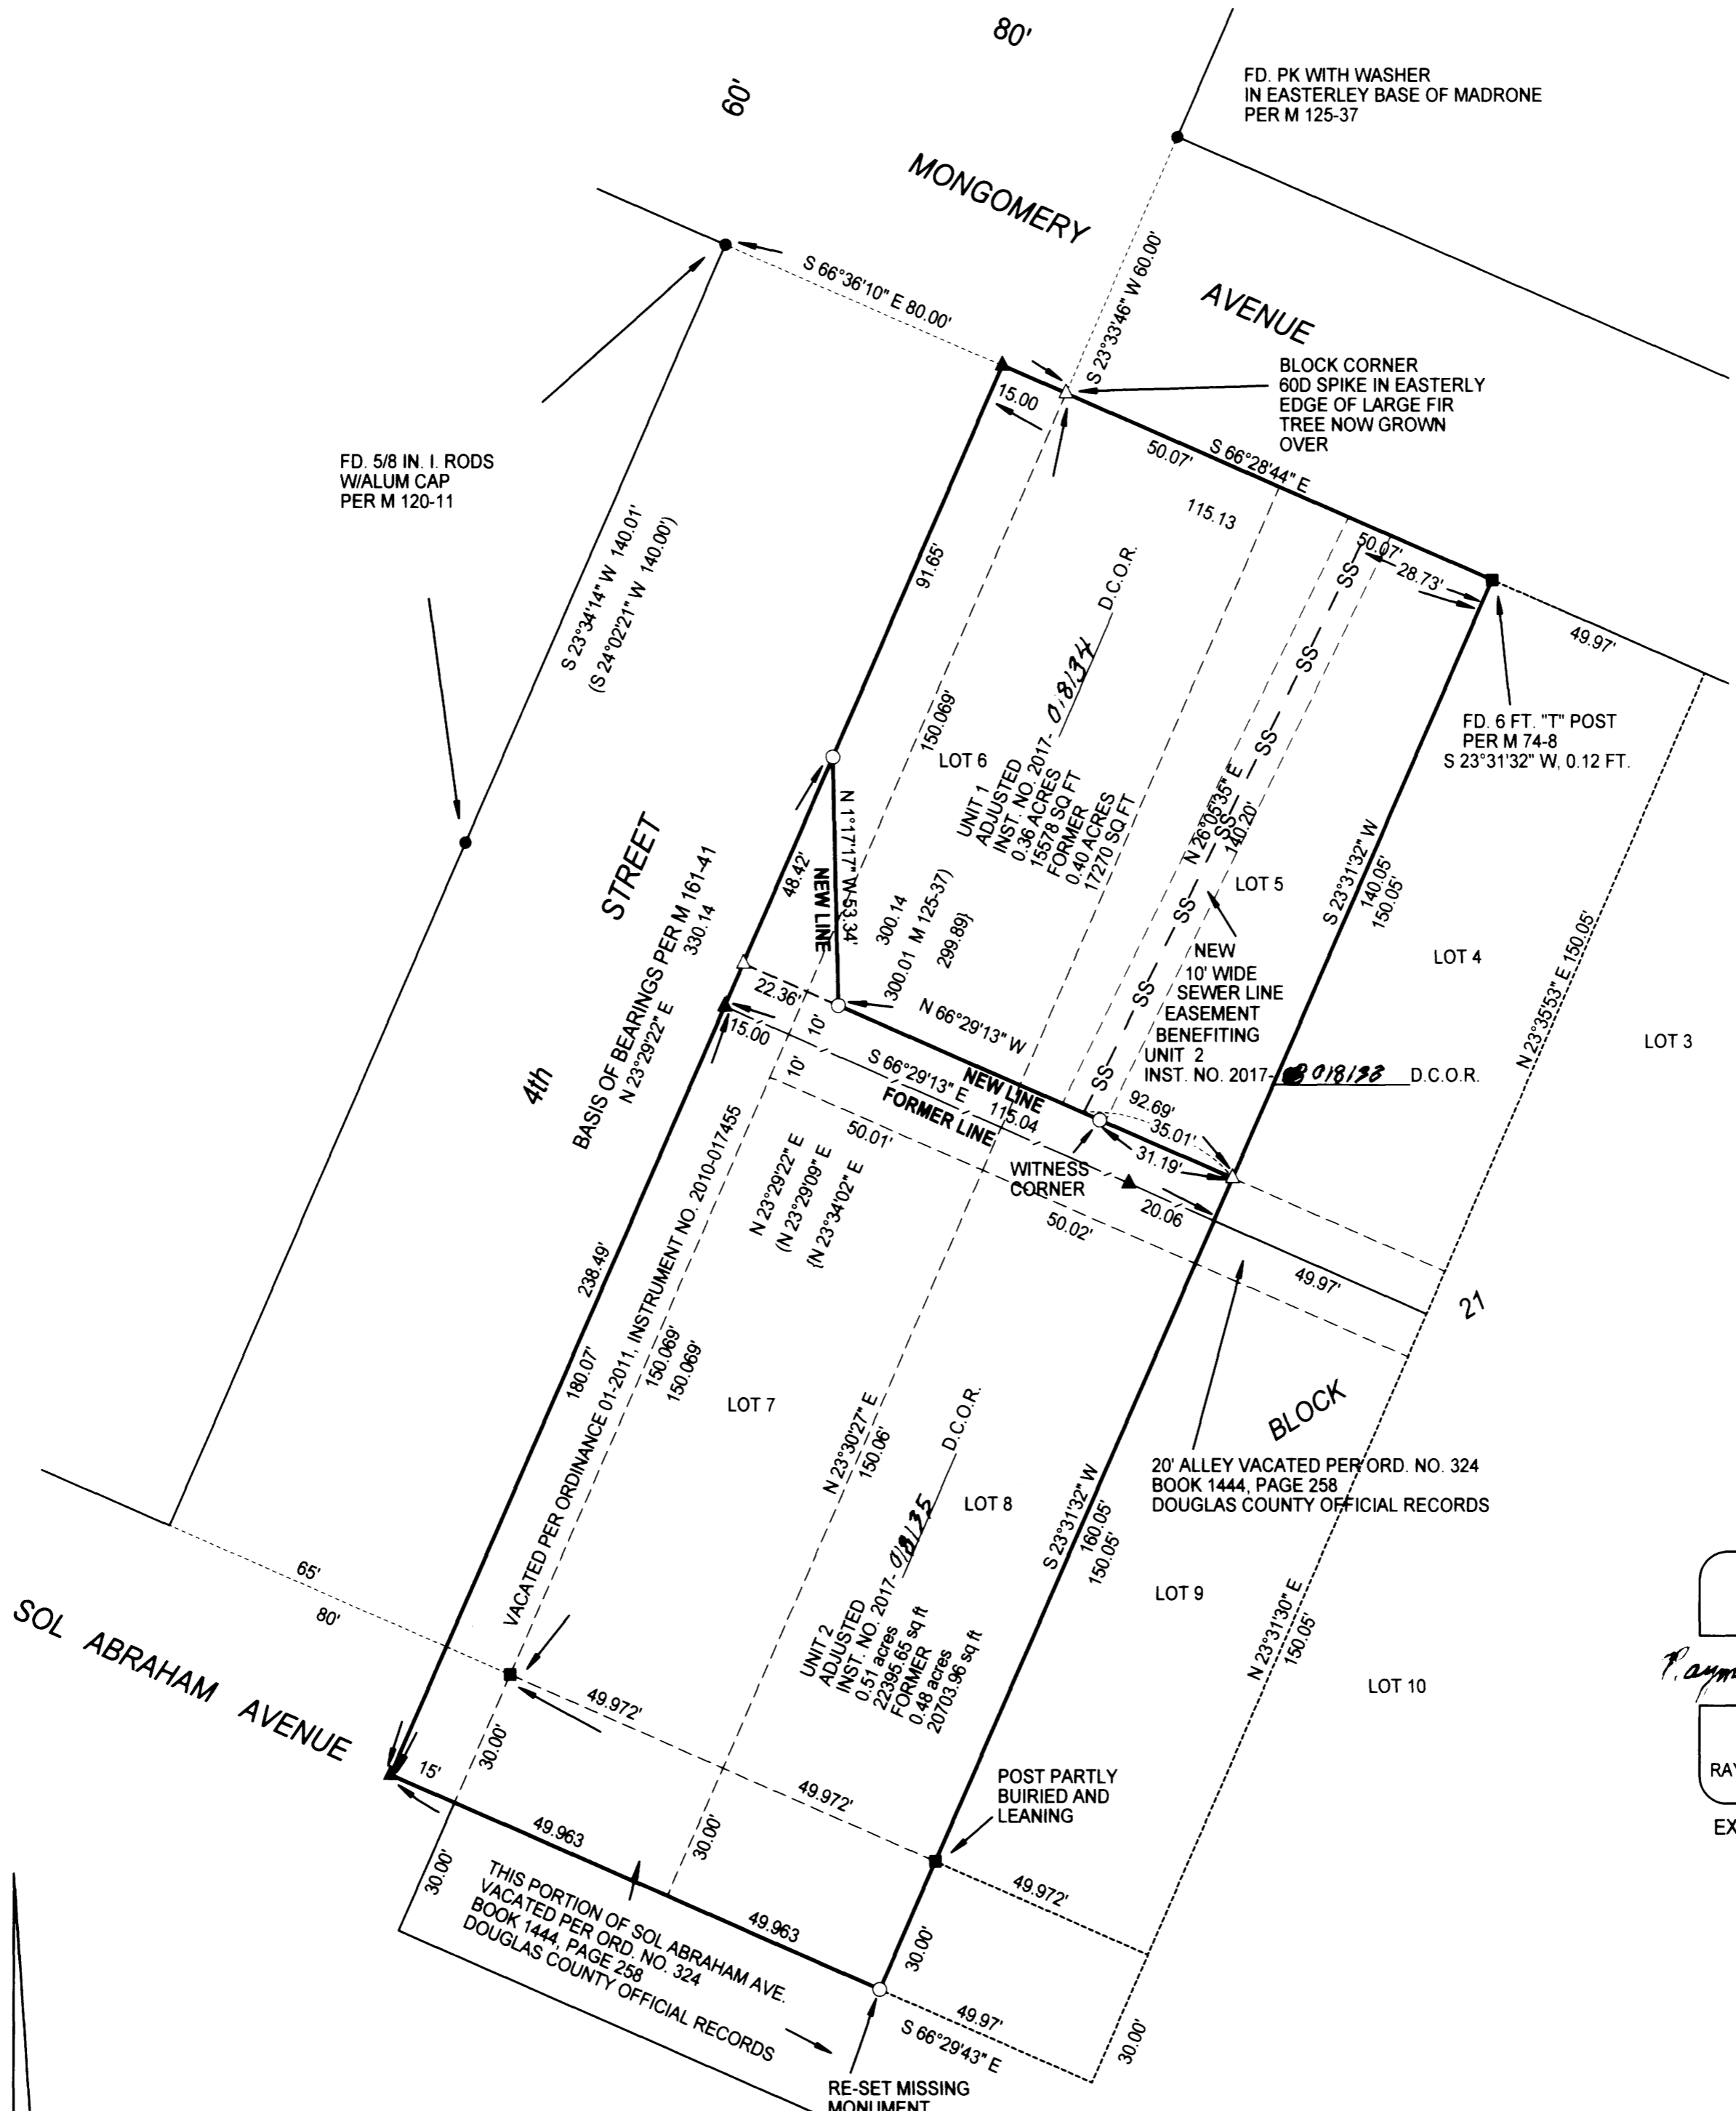 80'
60'
FD. PK WITH WASHER
IN EASTERLEY BASE OF MADRONE
PER M 125-37
MONGOMERY
AVENUE
S 66°36'10" E 80.00'
S 23°33'46" W 60.00'
BLOCK CORNER
60D SPIKE IN EASTERLY
EDGE OF LARGE FIR
TREE NOW GROWN
OVER
15.00
50.07'
S 66°28'44" E
115.13
50.07'
28.73'
49.97'
FD. 5/8 IN. I. RODS
W/ALUM CAP
PER M 120-11
S 23°34'14" W 140.01'
(S 24°02'21" W 140.00')
91.65'
150.069'
LOT 6
UNIT 1
ADJUSTED
INST. NO. 2017- 018134 D.C.O.R.
0.36 ACRES
15578 SQ FT
FORMER
0.40 ACRES
17270 SQ FT
SS SS SS SS SS SS SS
N 26°05'35" E
140.20'
FD. 6 FT. "T" POST
PER M 74-8
S 23°31'32" W, 0.12 FT.
S 23°31'32" W
140.05'
150.05'
LOT 5
LOT 4
LOT 3
N 23°35'53" E 150.05'
STREET
4th
BASIS OF BEARINGS PER M 161-41
330.14
N 23°29'22" E
48.42'
NEW LINE
N 1°17'17" W 53.34'
300.14
300.01 M 125-37)
299.89}
22.36'
15.00
10'
10'
N 66°29'13" W
NEW LINE
S 66°29'13" E
115.04
FORMER LINE
50.01'
NEW
10' WIDE
SEWER LINE
EASEMENT
BENEFITING
UNIT 2
INST. NO. 2017- 018133 D.C.O.R.
92.69'
35.01'
31.19'
WITNESS
CORNER
20.06
50.02'
49.97'
21
BLOCK
N 23°29'22" E
(N 23°29'09" E
{N 23°34'02" E
238.49'
180.07'
VACATED PER ORDINANCE 01-2011, INSTRUMENT NO. 2010-017455
150.069'
150.069'
LOT 7
N 23°30'27" E
150.06'
LOT 8
UNIT 2
ADJUSTED
INST. NO. 2017- 018135 D.C.O.R.
0.51 acres
22395.65 sq ft
FORMER
0.48 acres
20703.96 sq ft
S 23°31'32" W
160.05'
150.05'
20' ALLEY VACATED PER ORD. NO. 324
BOOK 1444, PAGE 258
DOUGLAS COUNTY OFFICIAL RECORDS
LOT 9
N 23°31'30" E
150.05'
LOT 10
65'
80'
SOL ABRAHAM AVENUE
49.972'
49.972'
49.972'
15'
30.00'
30.00'
30.00'
30.00'
30.00'
POST PARTLY
BUIRIED AND
LEANING
49.963
49.963
THIS PORTION OF SOL ABRAHAM AVE.
VACATED PER ORD. NO. 324
BOOK 1444, PAGE 258
DOUGLAS COUNTY OFFICIAL RECORDS
49.97'
S 66°29'43" E
RE-SET MISSING
MONUMENT
RAY
EX